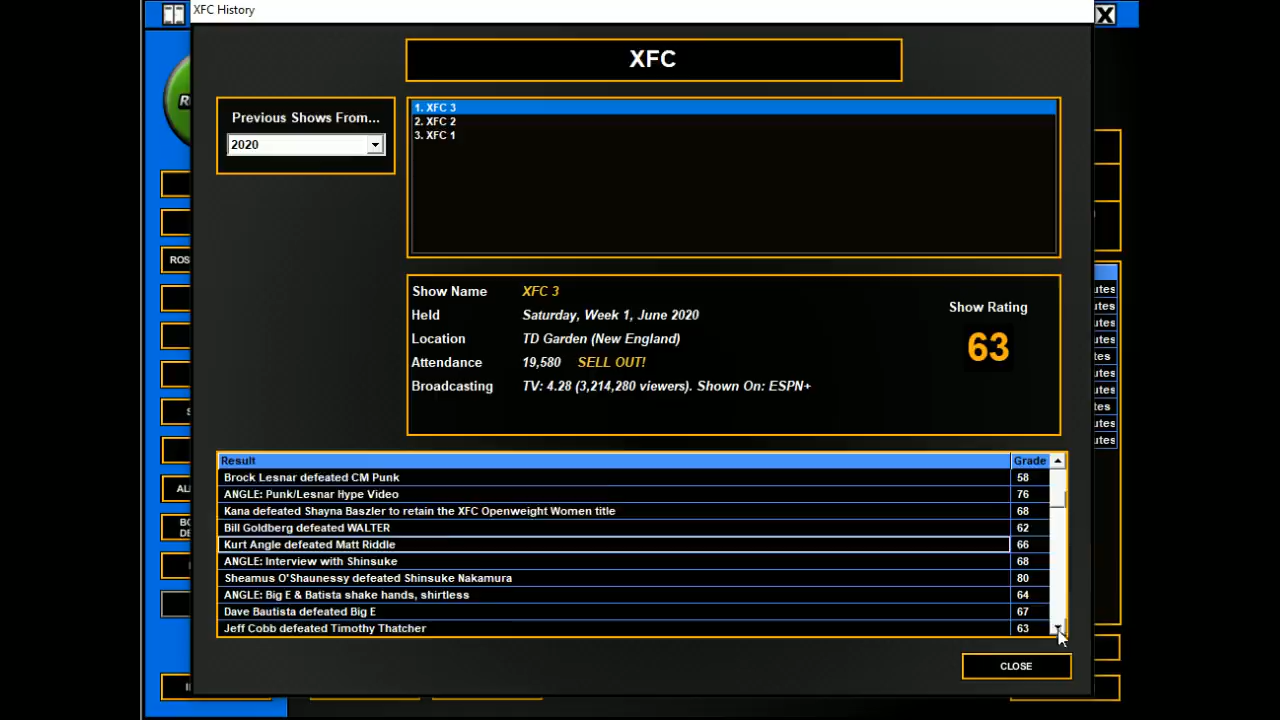 XFC History
XFC
Previous Shows From...
2020
1. XFC 3
2. XFC 2
3. XFC 1
Show Name XFC 3
Held Saturday, Week 1, June 2020
Location TD Garden (New England)
Attendance 19,580 SELL OUT!
Broadcasting TV: 4.28 (3,214,280 viewers). Shown On: ESPN+
Show Rating
63
Result Grade
Brock Lesnar defeated CM Punk 58
ANGLE: Punk/Lesnar Hype Video 76
Kana defeated Shayna Baszler to retain the XFC Openweight Women title 68
Bill Goldberg defeated WALTER 62
Kurt Angle defeated Matt Riddle 66
ANGLE: Interview with Shinsuke 68
Sheamus O'Shaunessy defeated Shinsuke Nakamura 80
ANGLE: Big E & Batista shake hands, shirtless 64
Dave Bautista defeated Big E 67
Jeff Cobb defeated Timothy Thatcher 63
CLOSE